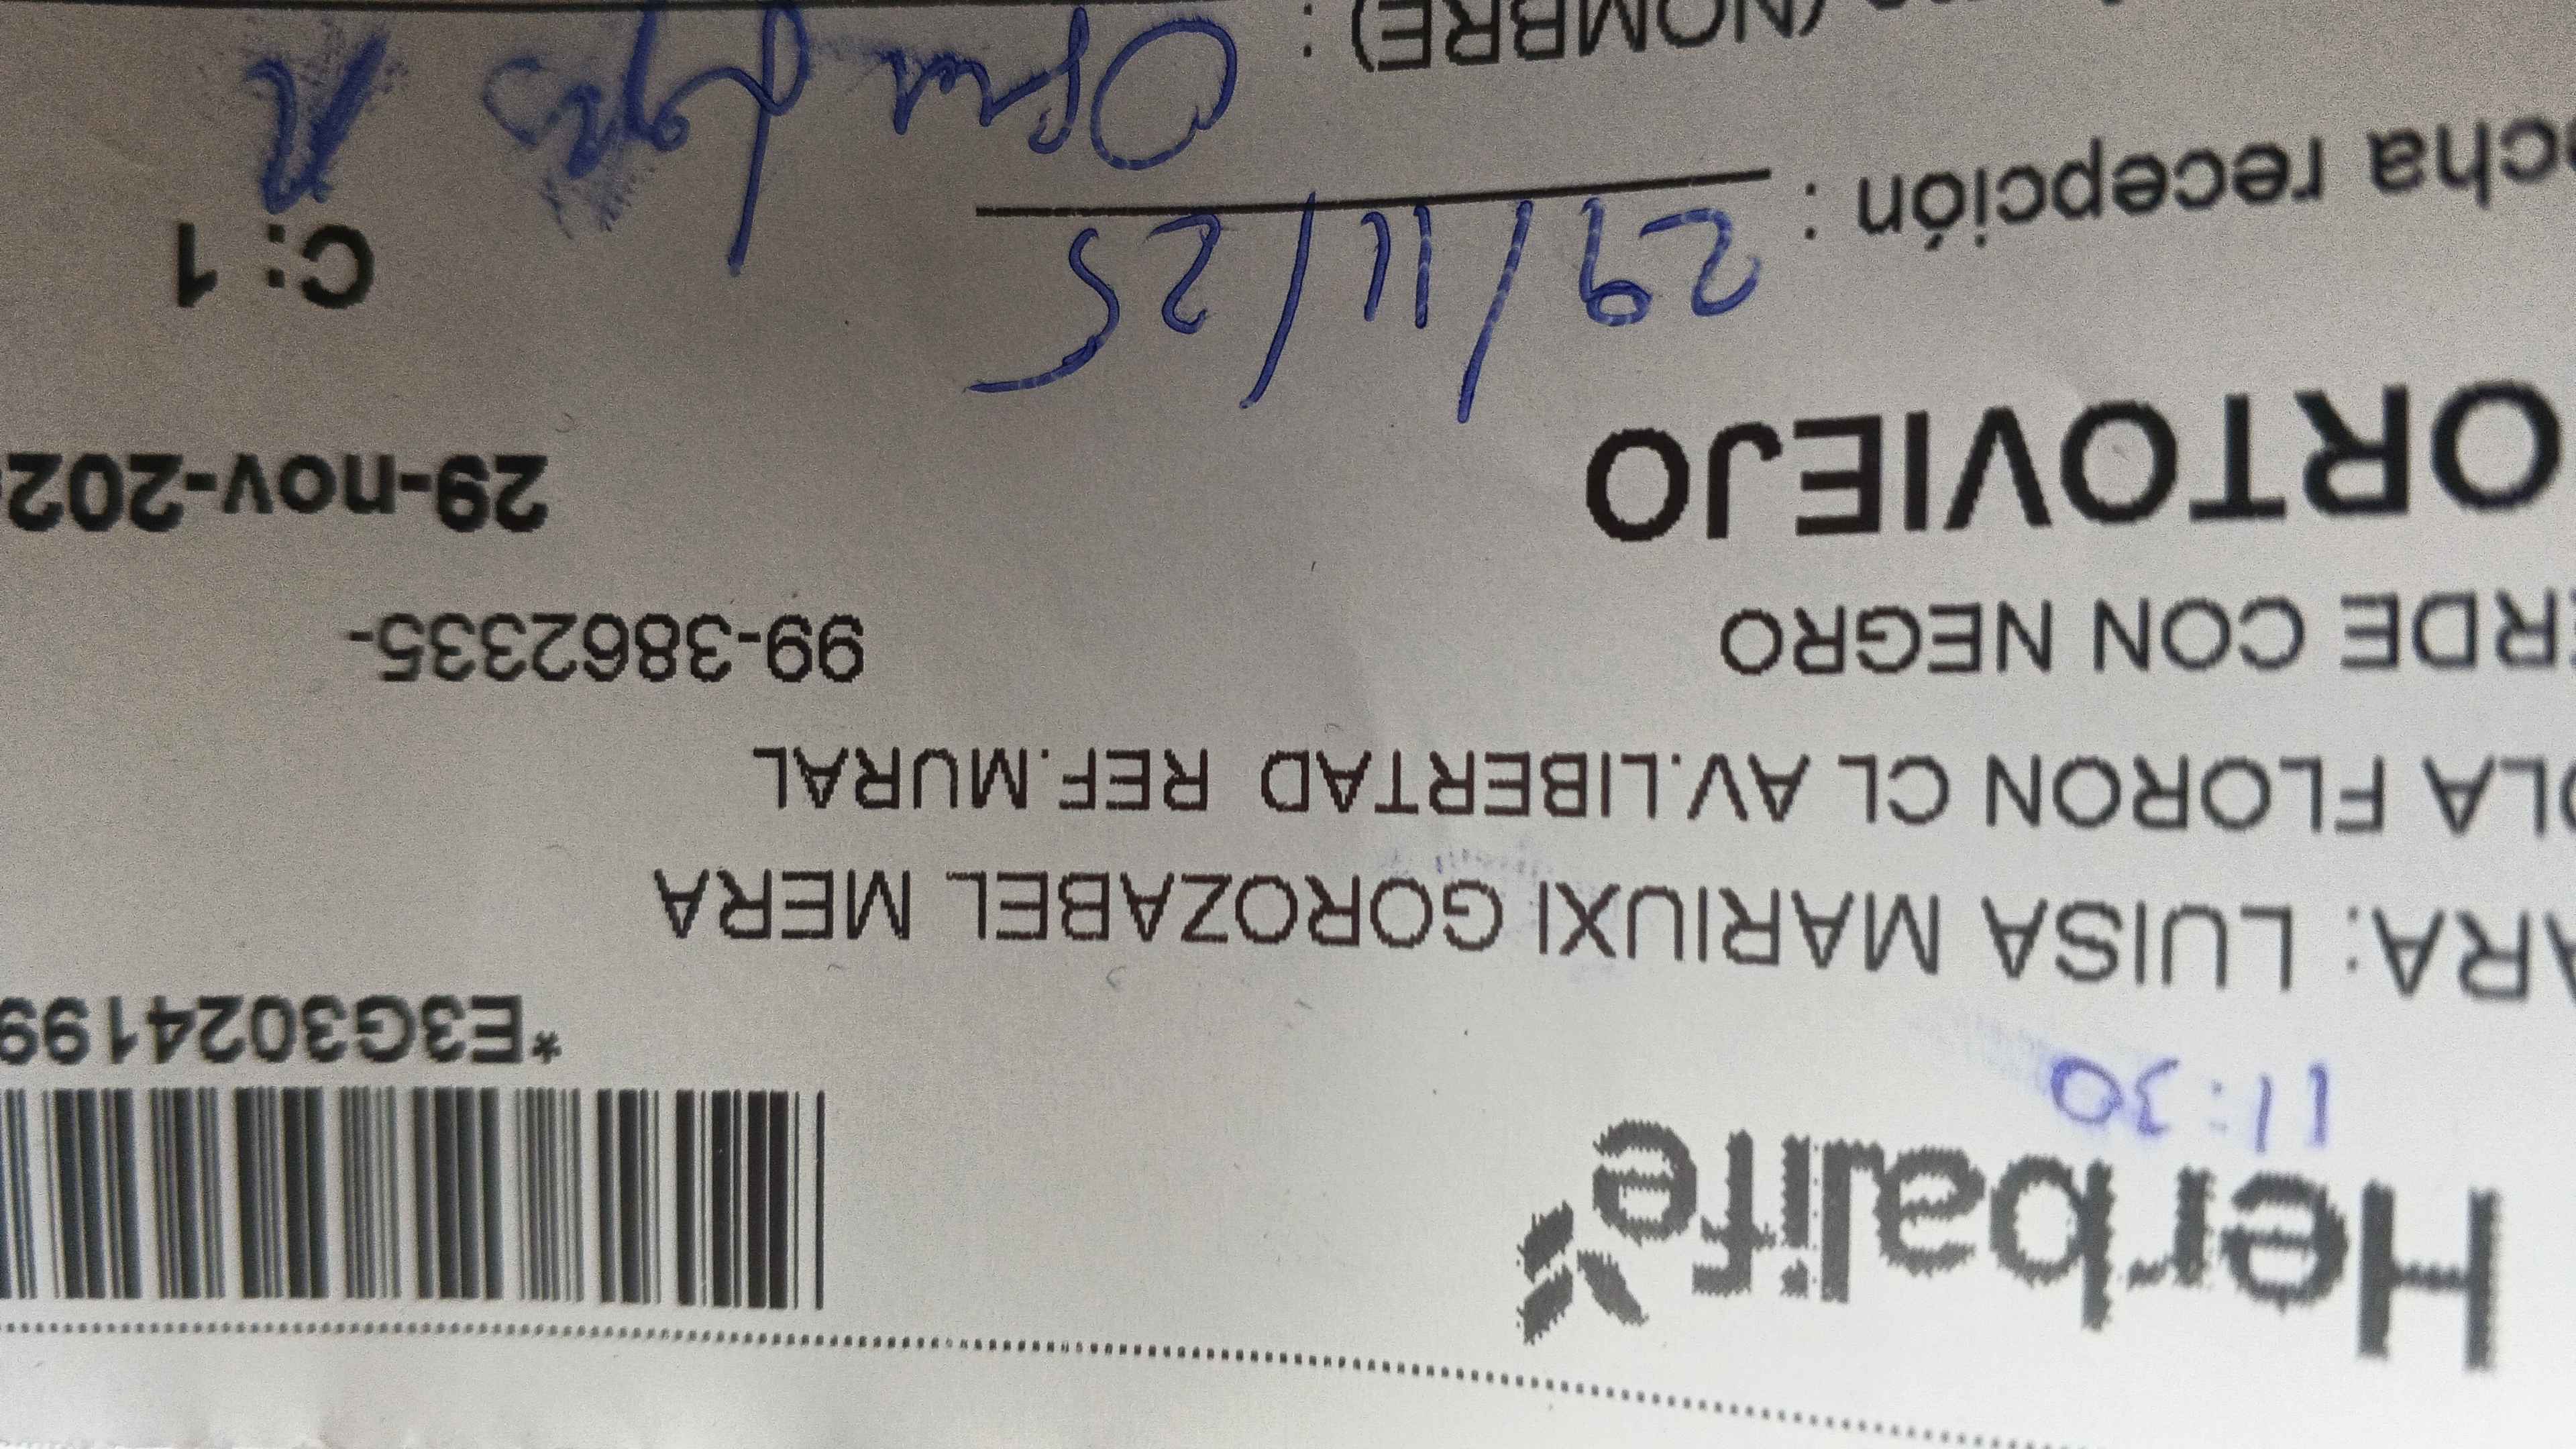 Herbalife
11:30
*E3G3024199
ARA: LUISA MARIUXI GOROZABEL MERA
OLA FLORON CL AV.LIBERTAD REF.MURAL
RDE CON NEGRO 99-3862335-
ORTOVIEJO 29-nov-202
C: 1
cha recepción : 29/11/25
(NOMBRE) :